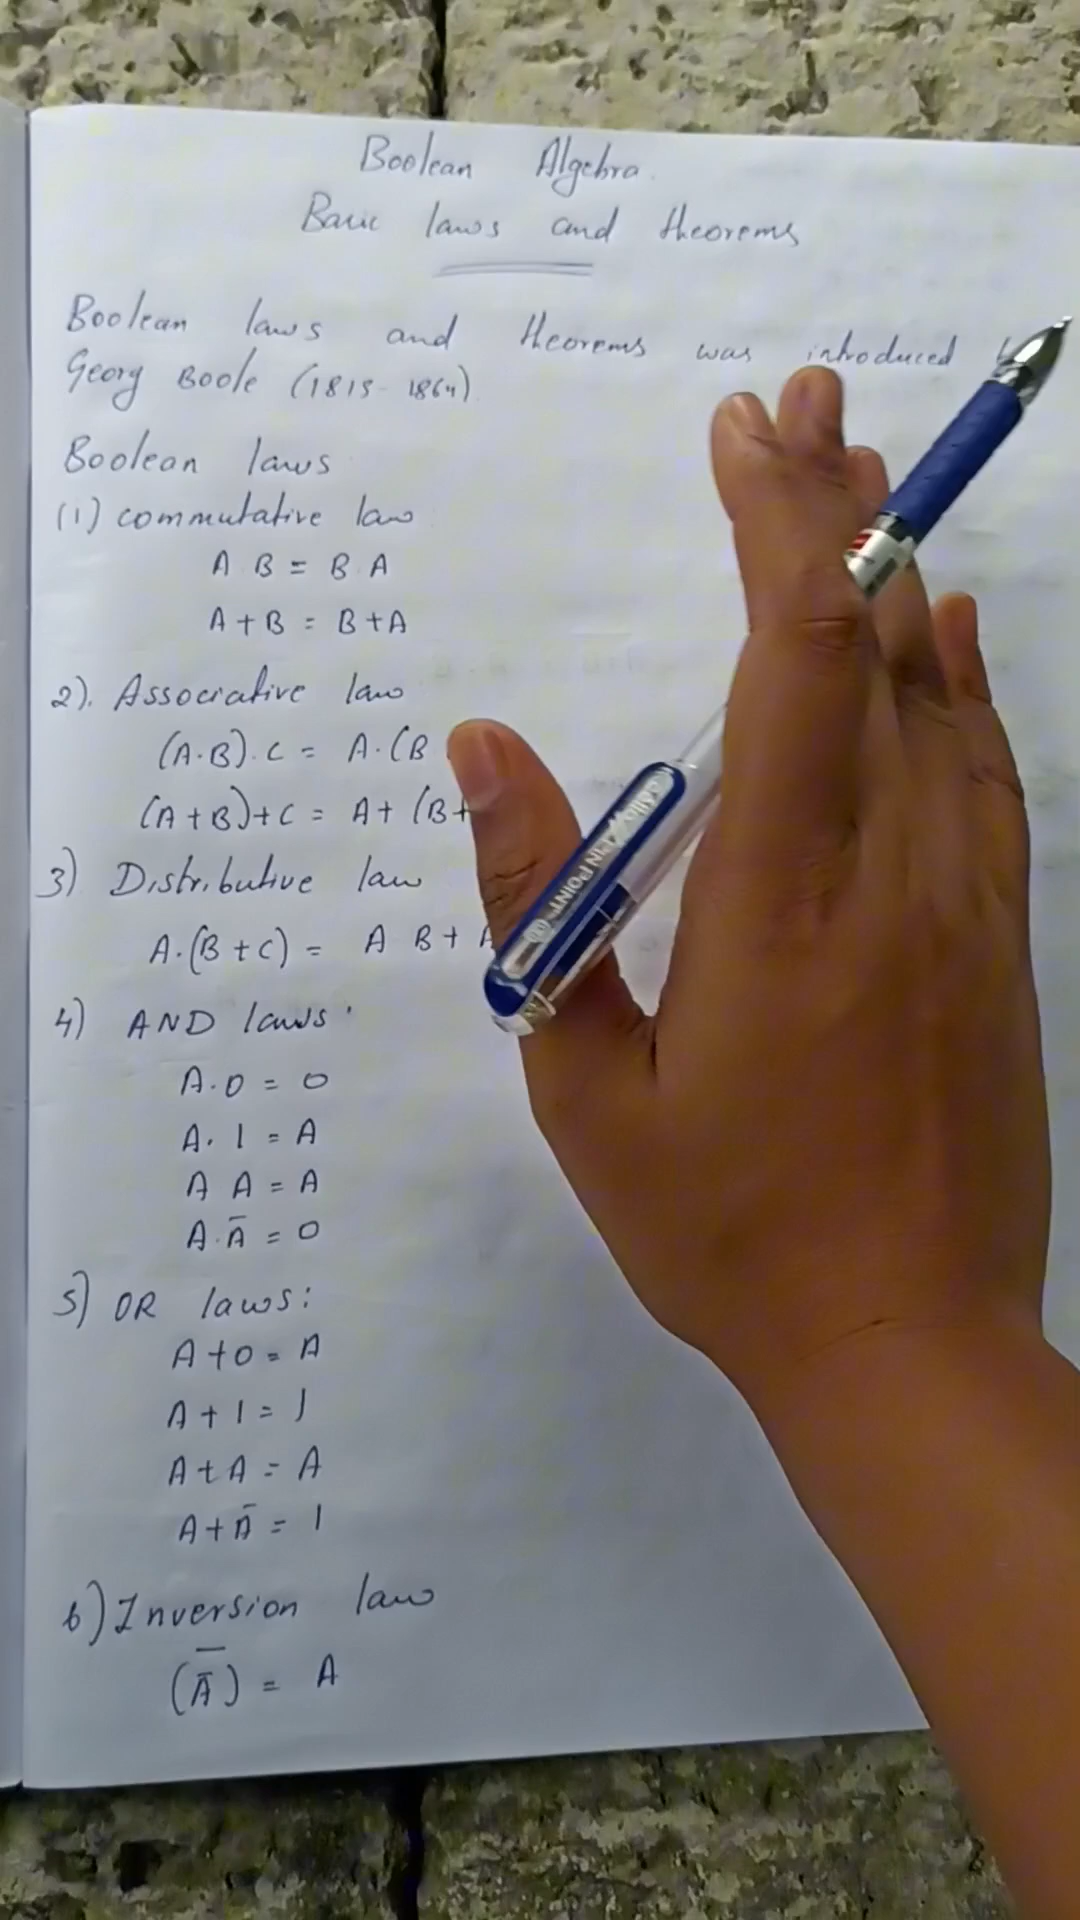 Boolean Algebra.
Basic laws and theorems
Boolean laws and theorems was introduced
Georg Boole (1815-1864)
Boolean laws
(1) commutative law
A B = B.A
A+B = B+A
2). Associative law
(A.B).C = A.(B
(A+B)+C = A+(B+
3) Distributive law
A.(B+C) = A B+ A
4) AND laws.
A.0 = 0
A.1 = A
A A = A
A.Ā = 0
5) OR laws:
A+0 = A
A+1 = 1
A+A = A
A+Ā = 1
6) Inversion law
(Ā̄) = A
PIN POINT